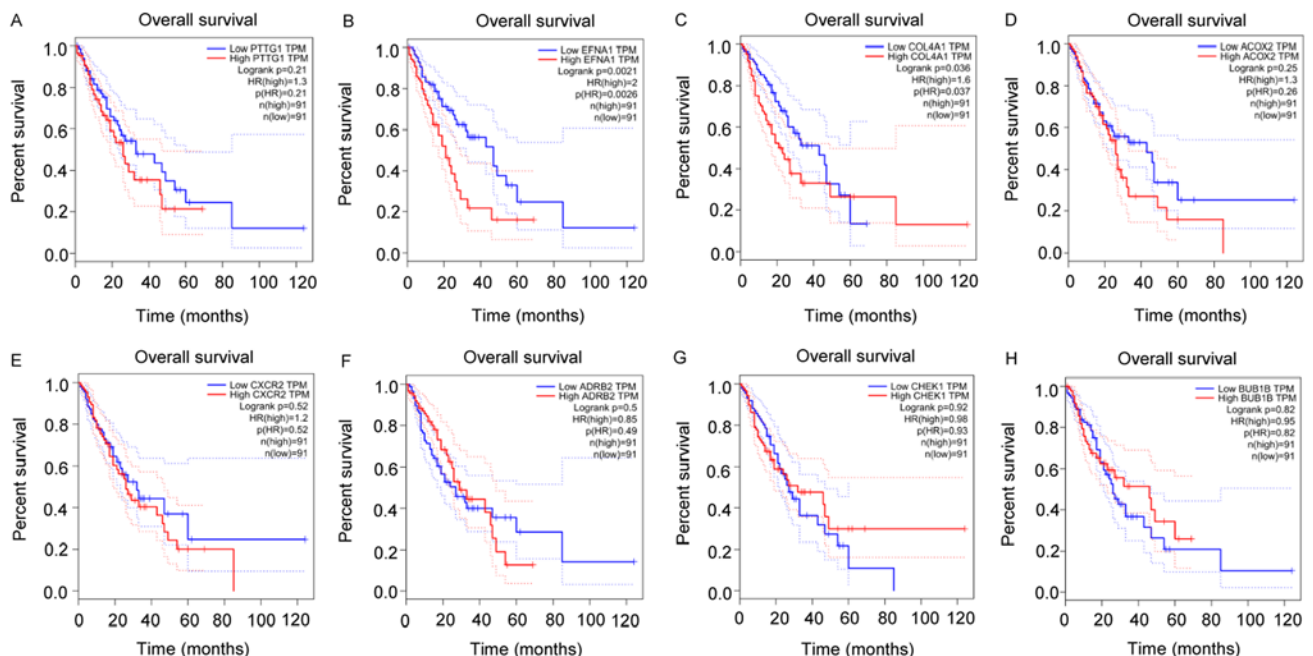 A
Overall survival
Low PTTG1 TPM
High PTTG1 TPM
Logrank p=0.21
HR(high)=1.3
p(HR)=0.21
n(high)=91
n(low)=91
Percent survival
1.0
0.8
0.6
0.4
0.2
0.0
0 20 40 60 80 100 120
Time (months)
B
Overall survival
Low EFNA1 TPM
High EFNA1 TPM
Logrank p=0.0021
HR(high)=2
p(HR)=0.0026
n(high)=91
n(low)=91
Percent survival
1.0
0.8
0.6
0.4
0.2
0.0
0 20 40 60 80 100 120
Time (months)
C
Overall survival
Low COL4A1 TPM
High COL4A1 TPM
Logrank p=0.036
HR(high)=1.6
p(HR)=0.037
n(high)=91
n(low)=91
Percent survival
1.0
0.8
0.6
0.4
0.2
0.0
0 20 40 60 80 100 120
Time (months)
D
Overall survival
Low ACOX2 TPM
High ACOX2 TPM
Logrank p=0.25
HR(high)=1.3
p(HR)=0.26
n(high)=91
n(low)=91
Percent survival
1.0
0.8
0.6
0.4
0.2
0.0
0 20 40 60 80 100 120
Time (months)
E
Overall survival
Low CXCR2 TPM
High CXCR2 TPM
Logrank p=0.52
HR(high)=1.2
p(HR)=0.52
n(high)=91
n(low)=91
Percent survival
1.0
0.8
0.6
0.4
0.2
0.0
0 20 40 60 80 100 120
Time (months)
F
Overall survival
Low ADRB2 TPM
High ADRB2 TPM
Logrank p=0.5
HR(high)=0.85
p(HR)=0.49
n(high)=91
n(low)=91
Percent survival
1.0
0.8
0.6
0.4
0.2
0.0
0 20 40 60 80 100 120
Time (months)
G
Overall survival
Low CHEK1 TPM
High CHEK1 TPM
Logrank p=0.92
HR(high)=0.98
p(HR)=0.93
n(high)=91
n(low)=91
Percent survival
1.0
0.8
0.6
0.4
0.2
0.0
0 20 40 60 80 100 120
Time (months)
H
Overall survival
Low BUB1B TPM
High BUB1B TPM
Logrank p=0.82
HR(high)=0.95
p(HR)=0.82
n(high)=91
n(low)=91
Percent survival
1.0
0.8
0.6
0.4
0.2
0.0
0 20 40 60 80 100 120
Time (months)